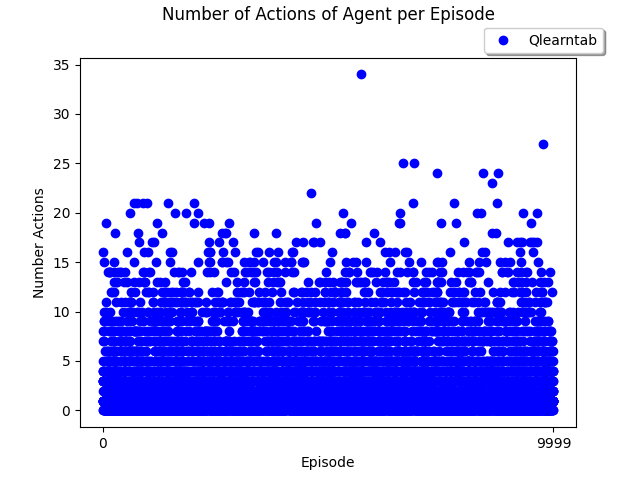 Number of Actions of Agent per Episode
Qlearntab
35
30
25
20
15
10
5
0
Number Actions
0 9999
Episode